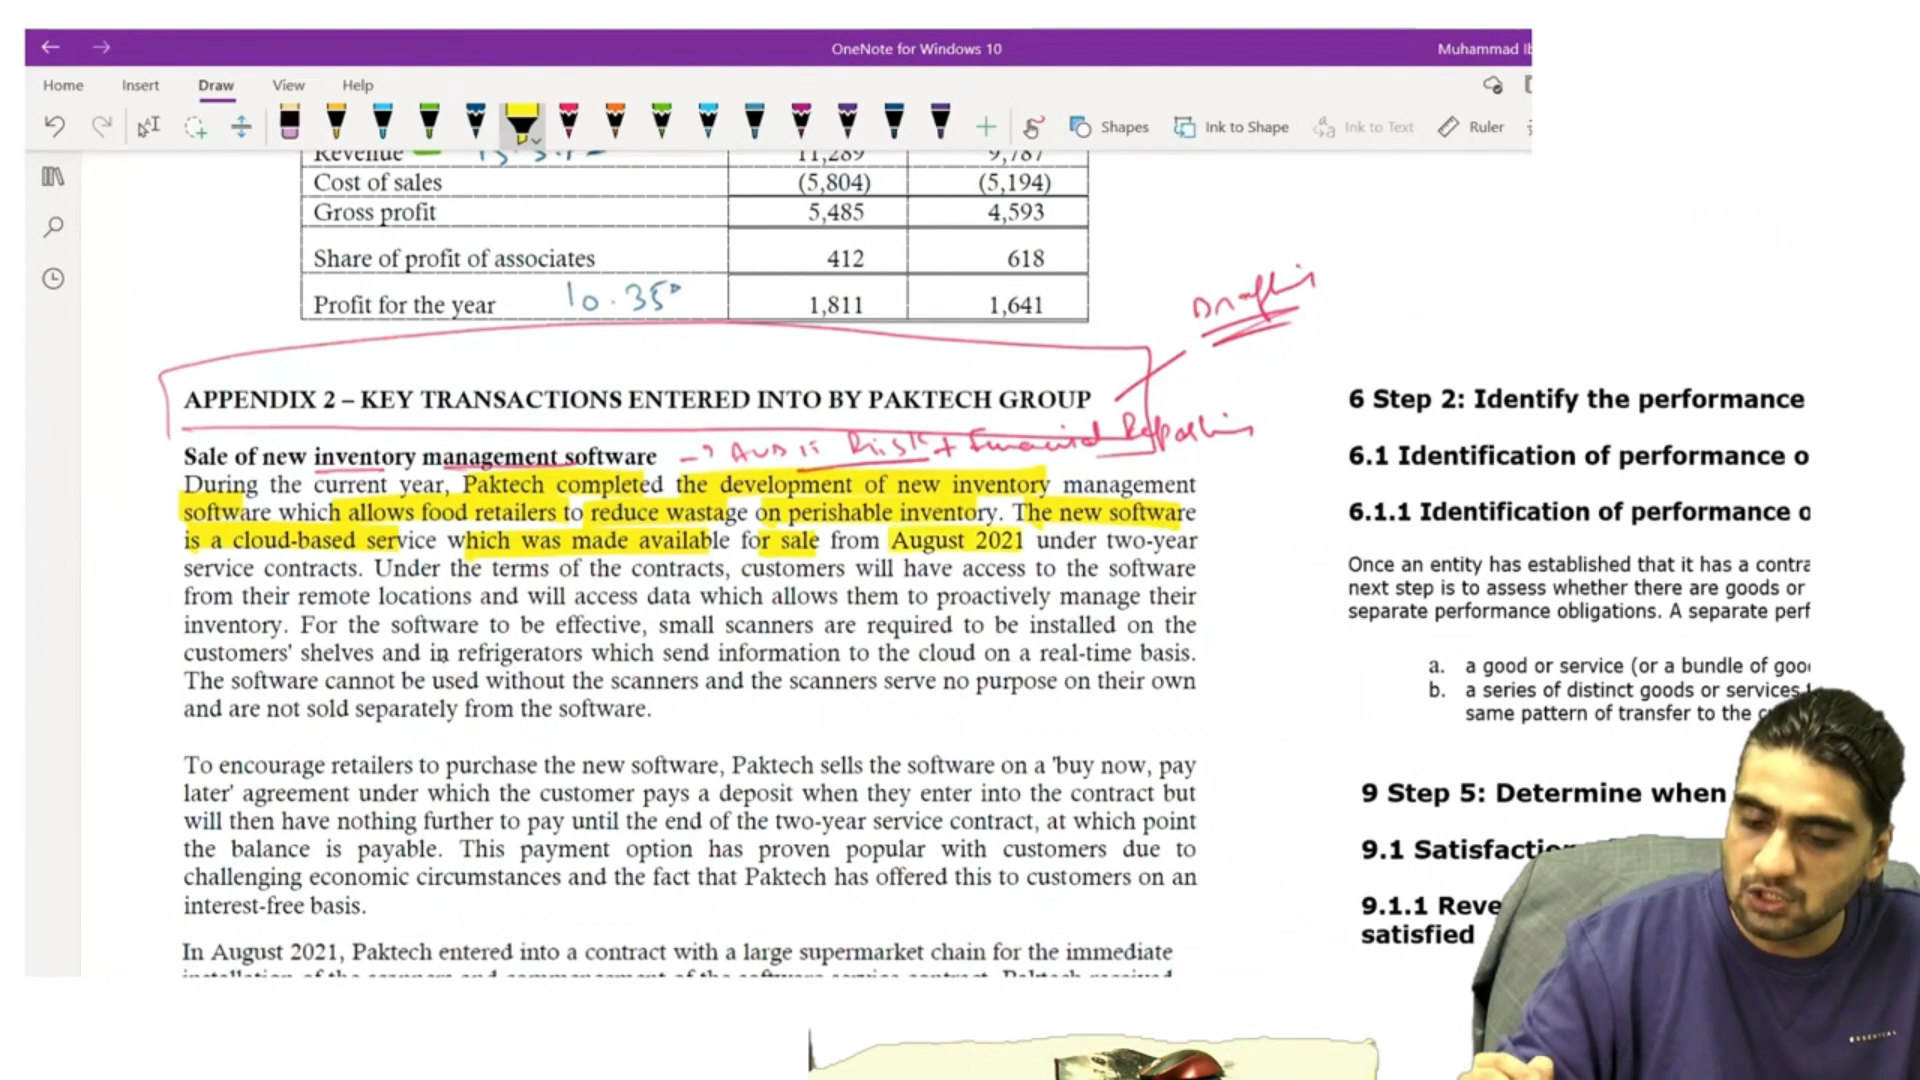 OneNote for Windows 10
Muhammad Ib
Home Insert Draw View Help
Shapes Ink to Shape Ink to Text Ruler
Revenue 11,289 9,787
Cost of sales (5,804) (5,194)
Gross profit 5,485 4,593
Share of profit of associates 412 618
Profit for the year 10.35% 1,811 1,641
APPENDIX 2 – KEY TRANSACTIONS ENTERED INTO BY PAKTECH GROUP
Sale of new inventory management software → Audit Risk + Financial Reporting
During the current year, Paktech completed the development of new inventory management
software which allows food retailers to reduce wastage on perishable inventory. The new software
is a cloud-based service which was made available for sale from August 2021 under two-year
service contracts. Under the terms of the contracts, customers will have access to the software
from their remote locations and will access data which allows them to proactively manage their
inventory. For the software to be effective, small scanners are required to be installed on the
customers' shelves and in refrigerators which send information to the cloud on a real-time basis.
The software cannot be used without the scanners and the scanners serve no purpose on their own
and are not sold separately from the software.
To encourage retailers to purchase the new software, Paktech sells the software on a 'buy now, pay
later' agreement under which the customer pays a deposit when they enter into the contract but
will then have nothing further to pay until the end of the two-year service contract, at which point
the balance is payable. This payment option has proven popular with customers due to
challenging economic circumstances and the fact that Paktech has offered this to customers on an
interest-free basis.
In August 2021, Paktech entered into a contract with a large supermarket chain for the immediate
6 Step 2: Identify the performance
6.1 Identification of performance o
6.1.1 Identification of performance o
Once an entity has established that it has a contra
next step is to assess whether there are goods or
separate performance obligations. A separate perf
a. a good or service (or a bundle of goo
b. a series of distinct goods or services
same pattern of transfer to the
9 Step 5: Determine when
9.1 Satisfactio
9.1.1 Reve
satisfied
ESSENTIAL